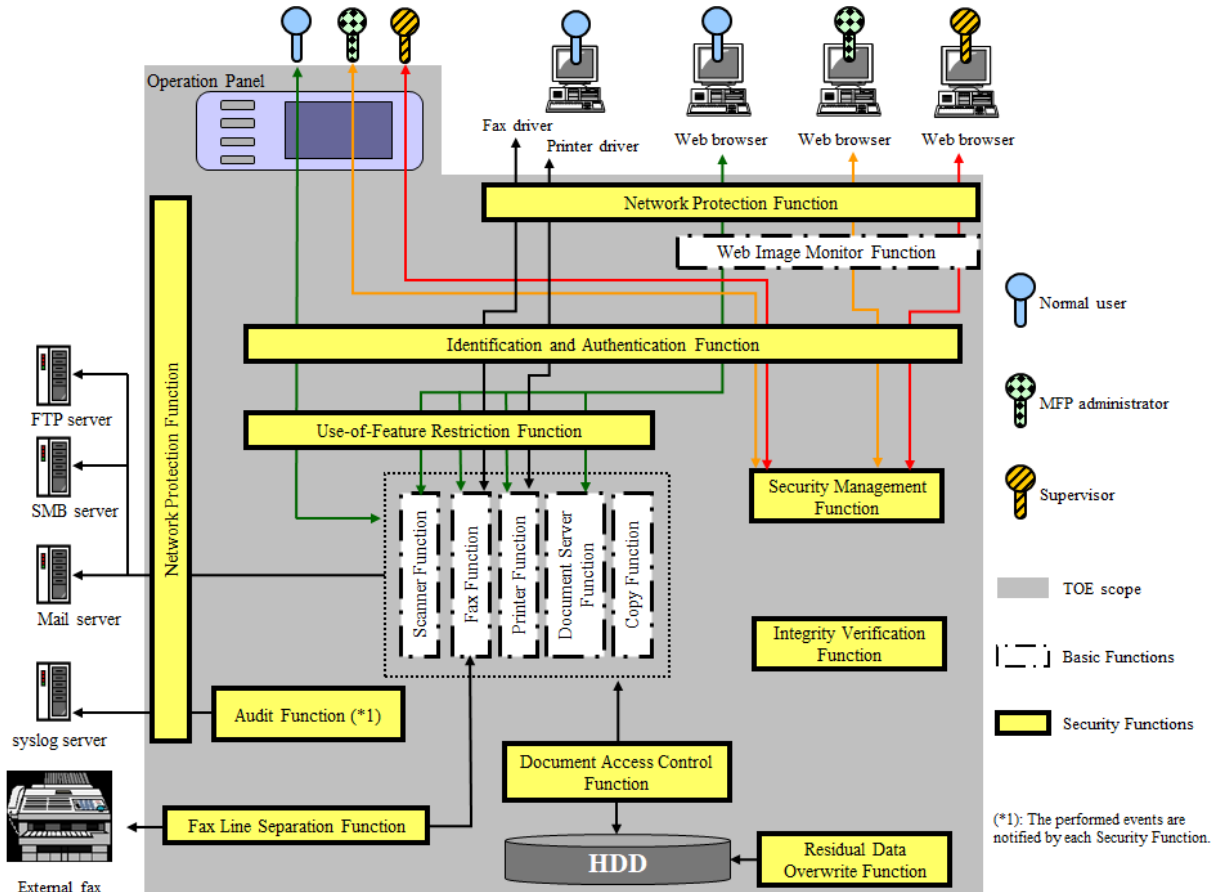 Operation Panel
Fax driver
Printer driver
Web browser
Web browser
Web browser
Network Protection Function
Web Image Monitor Function
Normal user
Identification and Authentication Function
Network Protection Function
FTP server
MFP administrator
Use-of-Feature Restriction Function
SMB server
Security Management
Function
Supervisor
Scanner Function
Fax Function
Printer Function
Document Server
Function
Copy Function
TOE scope
Mail server
Integrity Verification
Function
Basic Functions
Audit Function (*1)
syslog server
Security Functions
Document Access Control
Function
Fax Line Separation Function
(*1): The performed events are
notified by each Security Function.
HDD
Residual Data
Overwrite Function
External fax